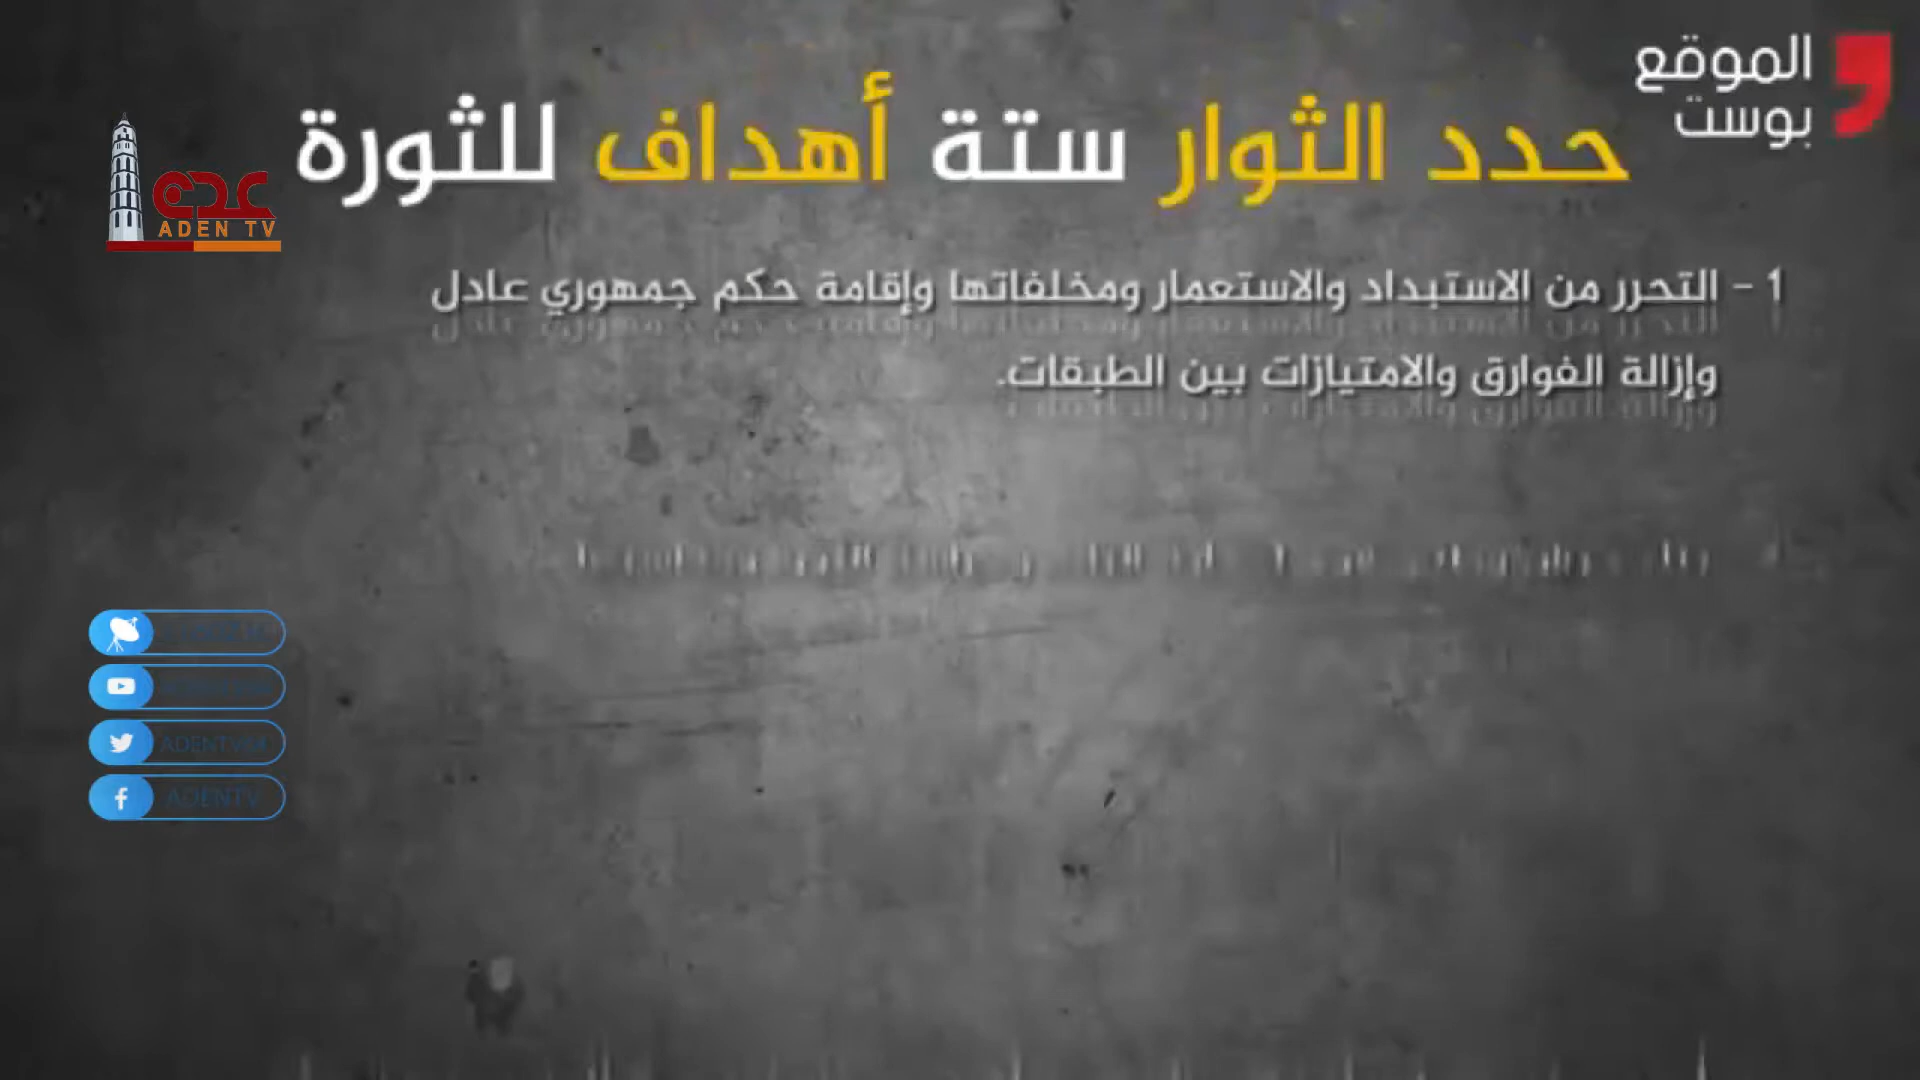 الموقع
بوست
حدد الثوار ستة أهداف للثورة
عدن
ADEN TV
1 - التحرر من الاستبداد والاستعمار ومخلفاتها وإقامة حكم جمهوري عادل
وإزالة الفوارق والامتيازات بين الطبقات.
ADENTV